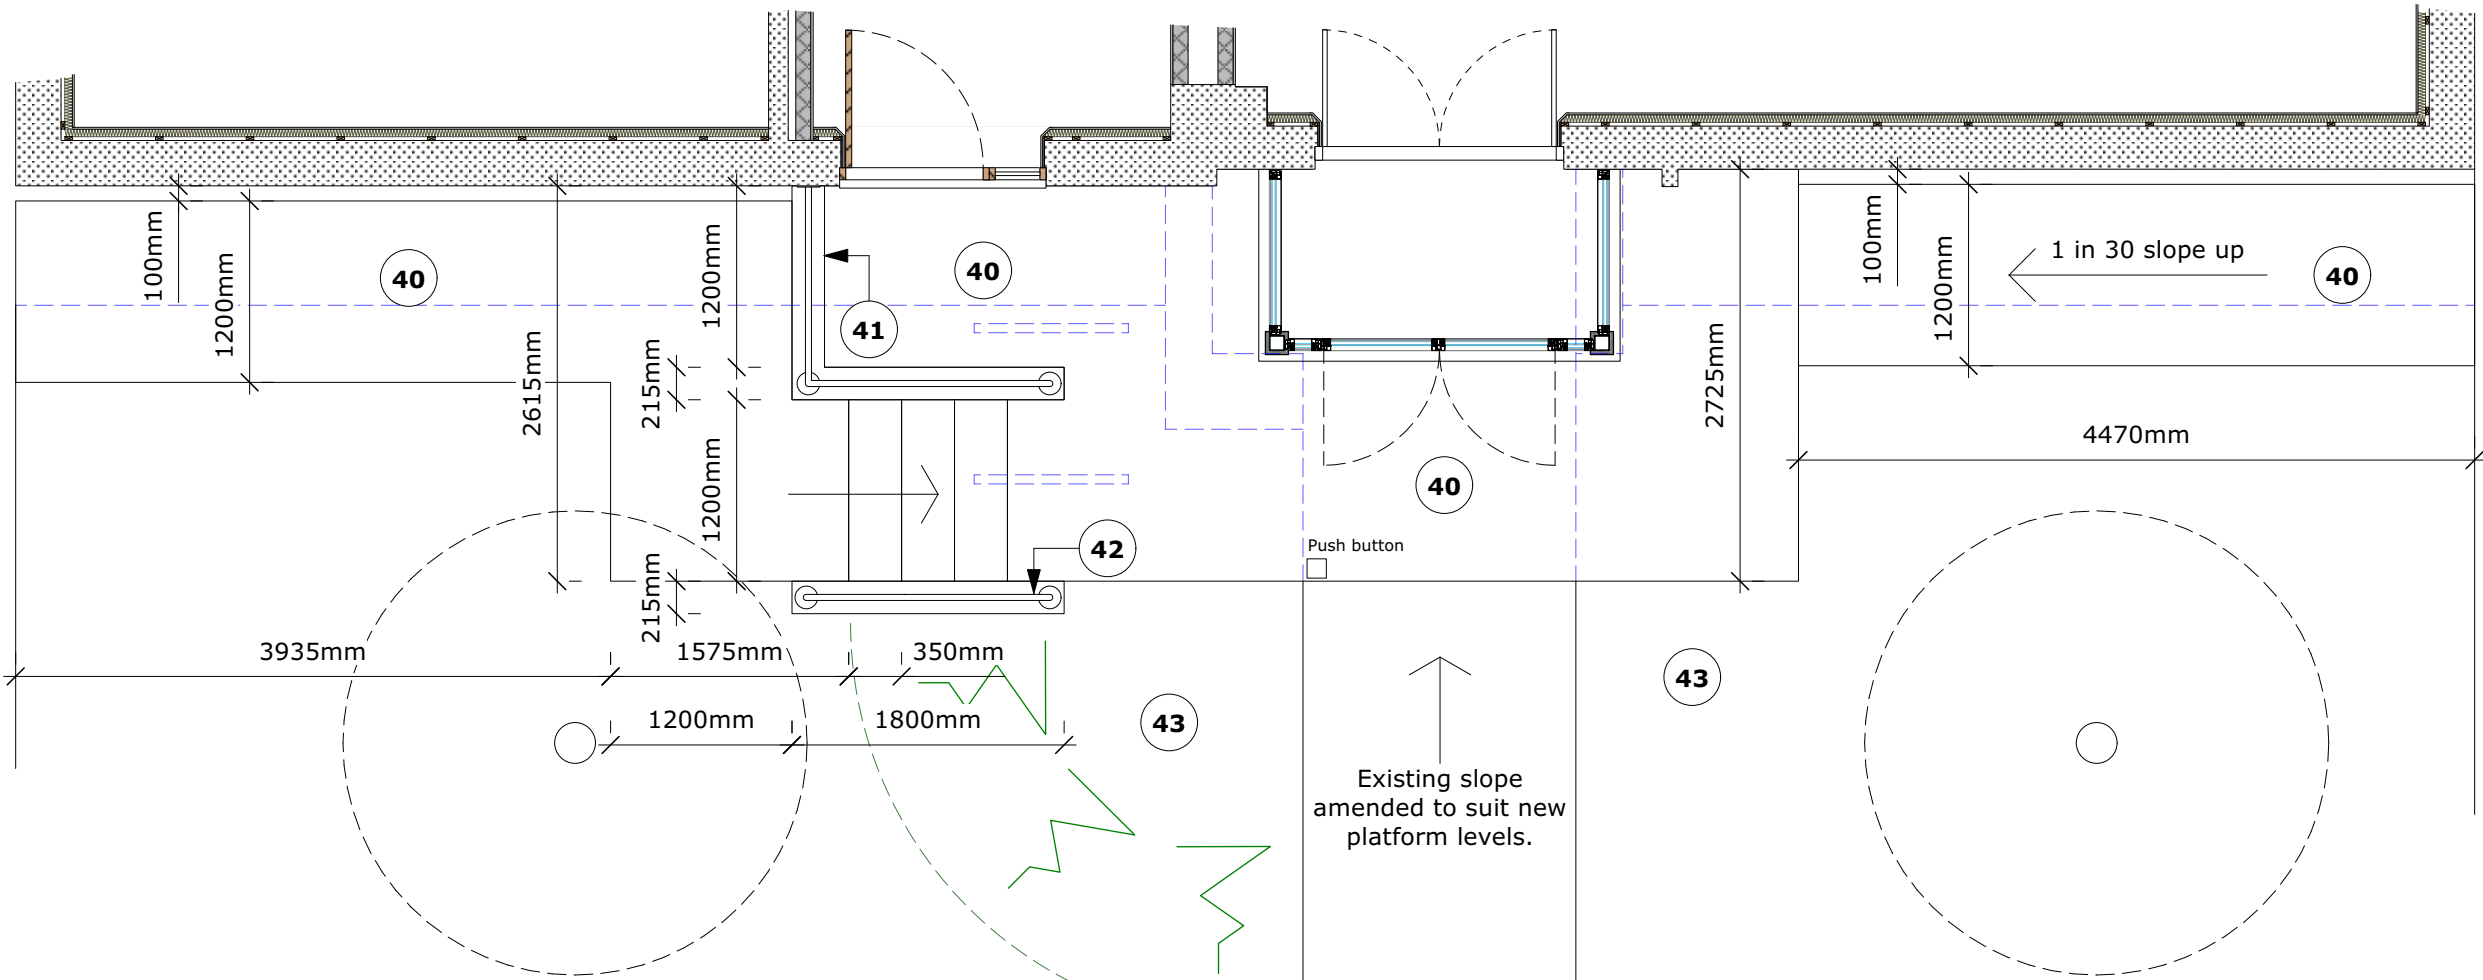 100mm
1200mm
40
2615mm
215mm
1200mm
1200mm
215mm
41
40
42
Push button
40
2725mm
100mm
1200mm
1 in 30 slope up
40
4470mm
3935mm
1575mm
350mm
1200mm
1800mm
43
43
Existing slope
amended to suit new
platform levels.